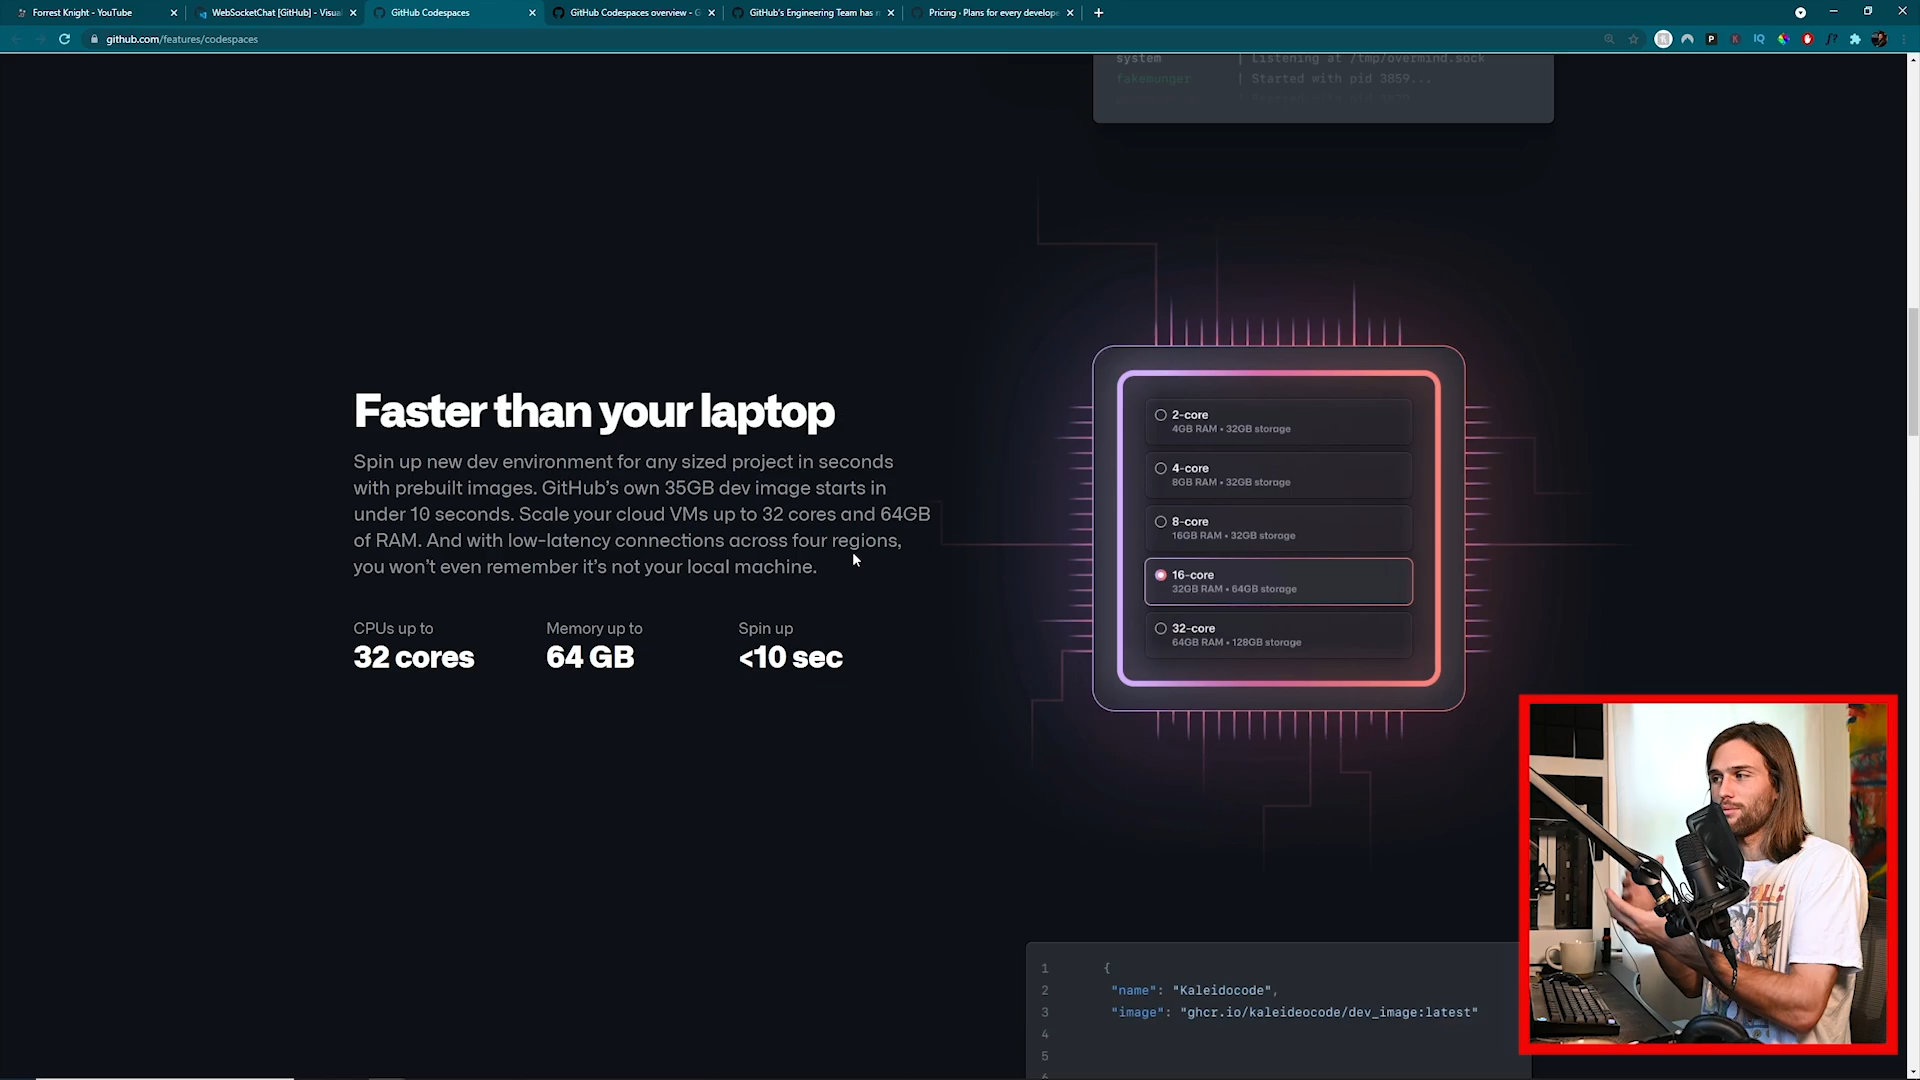 Forrest Knight - YouTube
WebSocketChat [GitHub] - Visua
GitHub Codespaces
GitHub Codespaces overview - G
GitHub's Engineering Team has
Pricing · Plans for every develope
github.com/features/codespaces
system | Listening at /tmp/overmind.sock
fakemunger | Started with pid 3859...
Faster than your laptop
Spin up new dev environment for any sized project in seconds
with prebuilt images. GitHub's own 35GB dev image starts in
under 10 seconds. Scale your cloud VMs up to 32 cores and 64GB
of RAM. And with low-latency connections across four regions,
you won't even remember it's not your local machine.
CPUs up to
32 cores
Memory up to
64 GB
Spin up
<10 sec
2-core
4GB RAM • 32GB storage
4-core
8GB RAM • 32GB storage
8-core
16GB RAM • 32GB storage
16-core
32GB RAM • 64GB storage
32-core
64GB RAM • 128GB storage
1 {
2 "name": "Kaleidocode",
3 "image": "ghcr.io/kaleideocode/dev_image:latest"
4
5